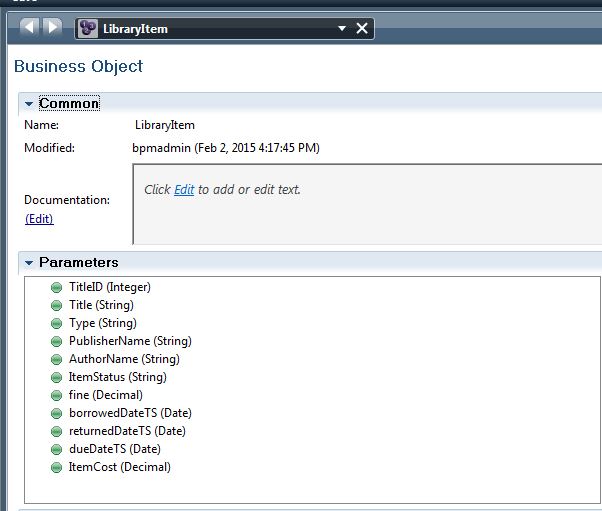 LibraryItem
Business Object
Common
Name: LibraryItem
Modified: bpmadmin (Feb 2, 2015 4:17:45 PM)
Click Edit to add or edit text.
Documentation:
(Edit)
Parameters
TitleID (Integer)
Title (String)
Type (String)
PublisherName (String)
AuthorName (String)
ItemStatus (String)
fine (Decimal)
borrowedDateTS (Date)
returnedDateTS (Date)
dueDateTS (Date)
ItemCost (Decimal)